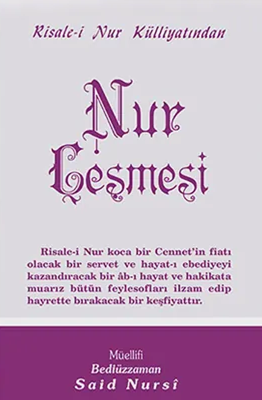 Risale-i Nur Külliyatından
Nur
Çeşmesi
Risale-i Nur koca bir Cennet'in fiatı
olacak bir servet ve hayat-ı ebediyeyi
kazandıracak bir âb-ı hayat ve hakikata
muarız bütün feylesofları ilzam edip
hayrette bırakacak bir keşfiyattır.
Müellifi
Bedîüzzaman
Said Nursî